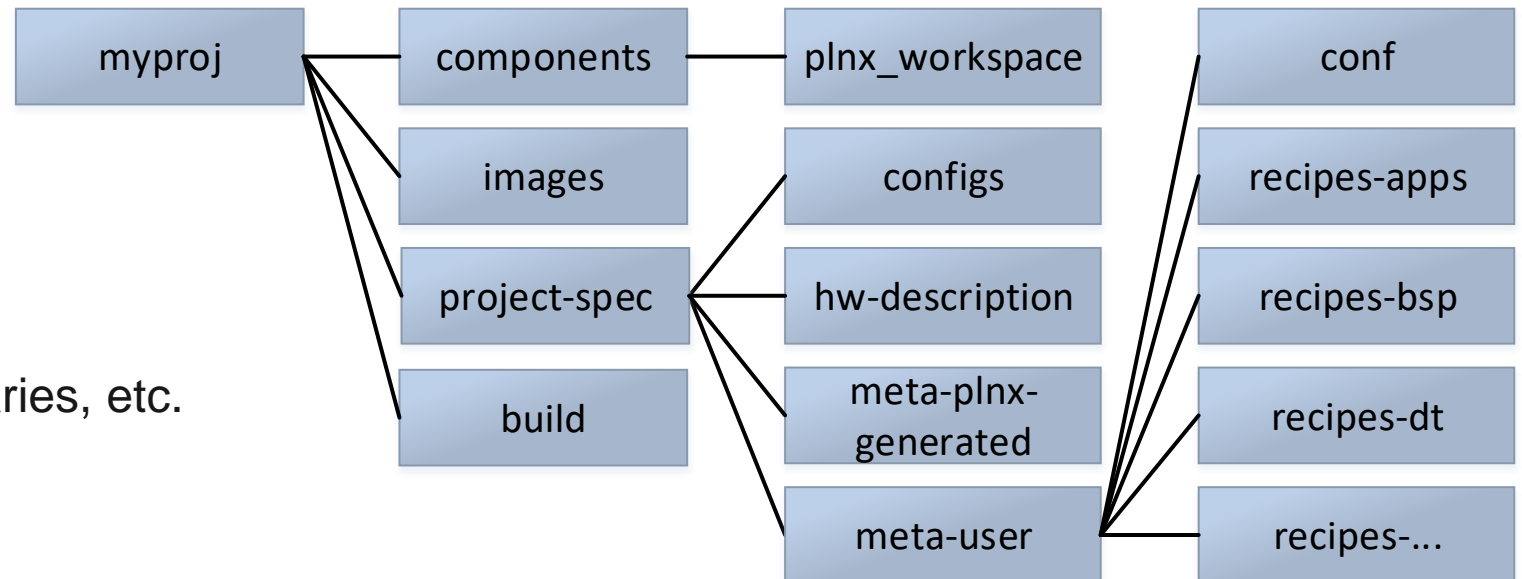 myproj
components
plnx_workspace
conf
images
configs
recipes-apps
project-spec
hw-description
recipes-bsp
ries, etc.
build
meta-plnx-
generated
recipes-dt
meta-user
recipes-...